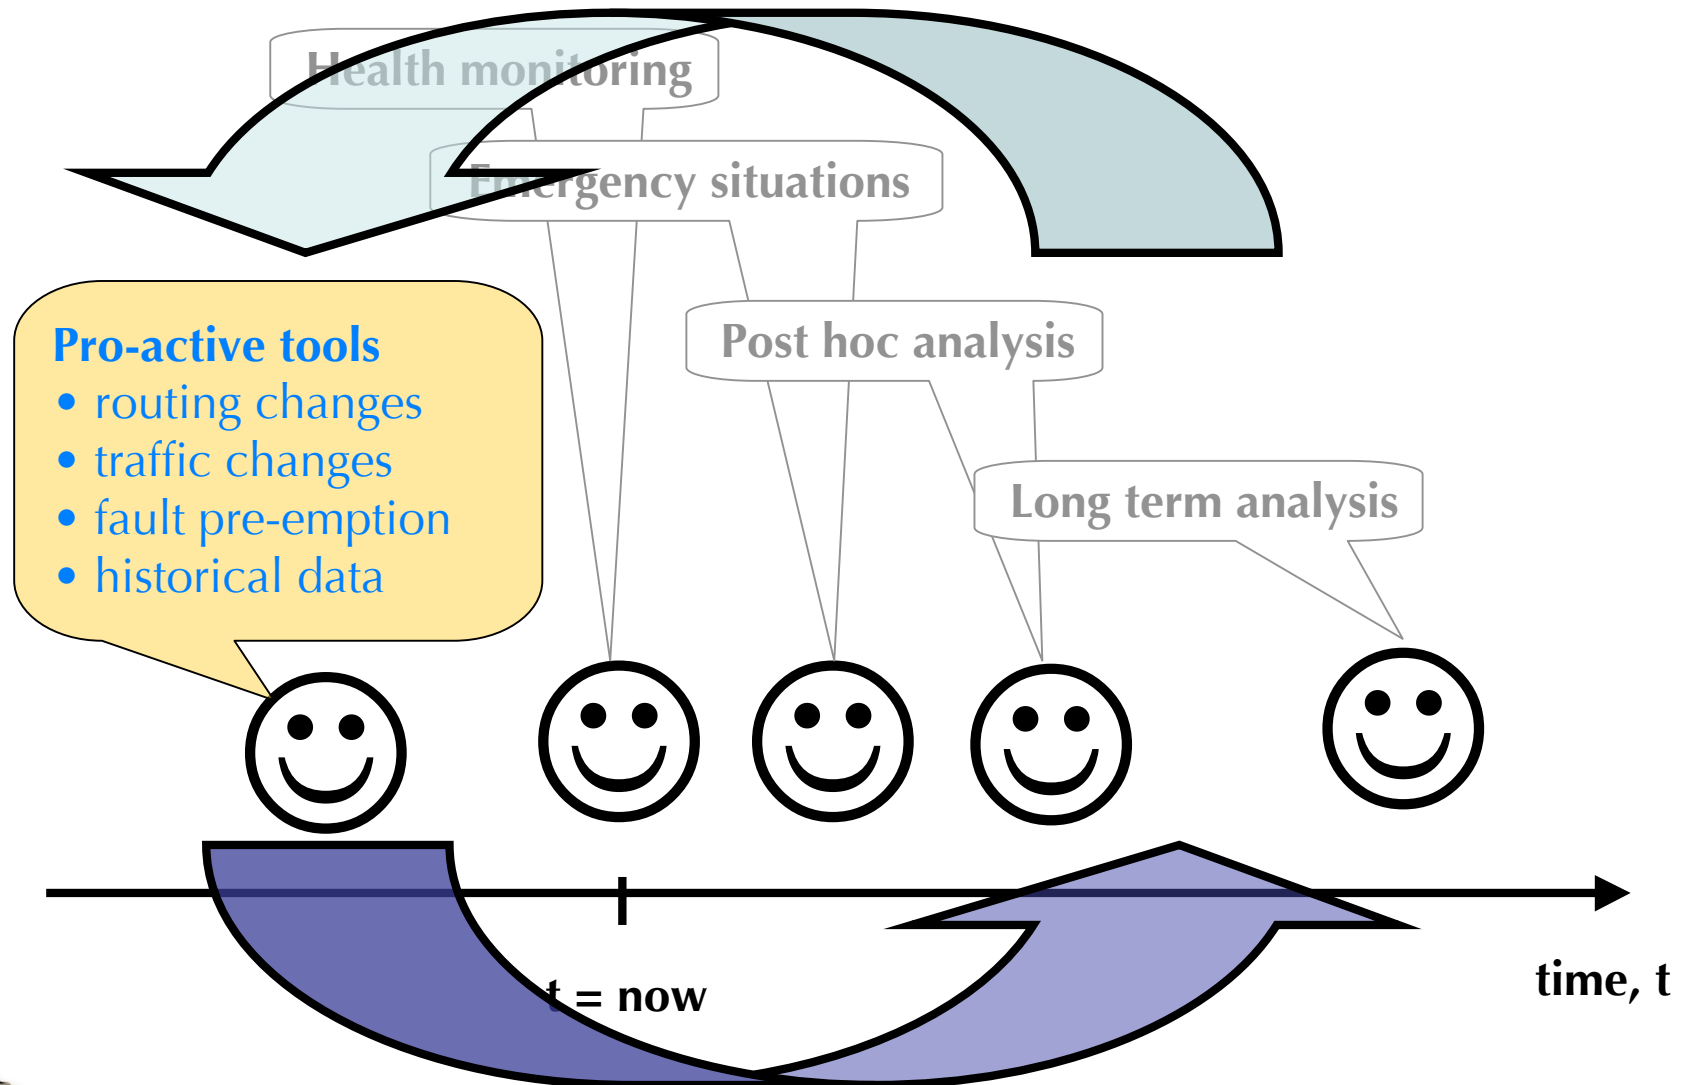 Health monitoring
Emergency situations
Post hoc analysis
Pro-active tools
• routing changes
• traffic changes
• fault pre-emption
• historical data
Long term analysis
t = now
time, t